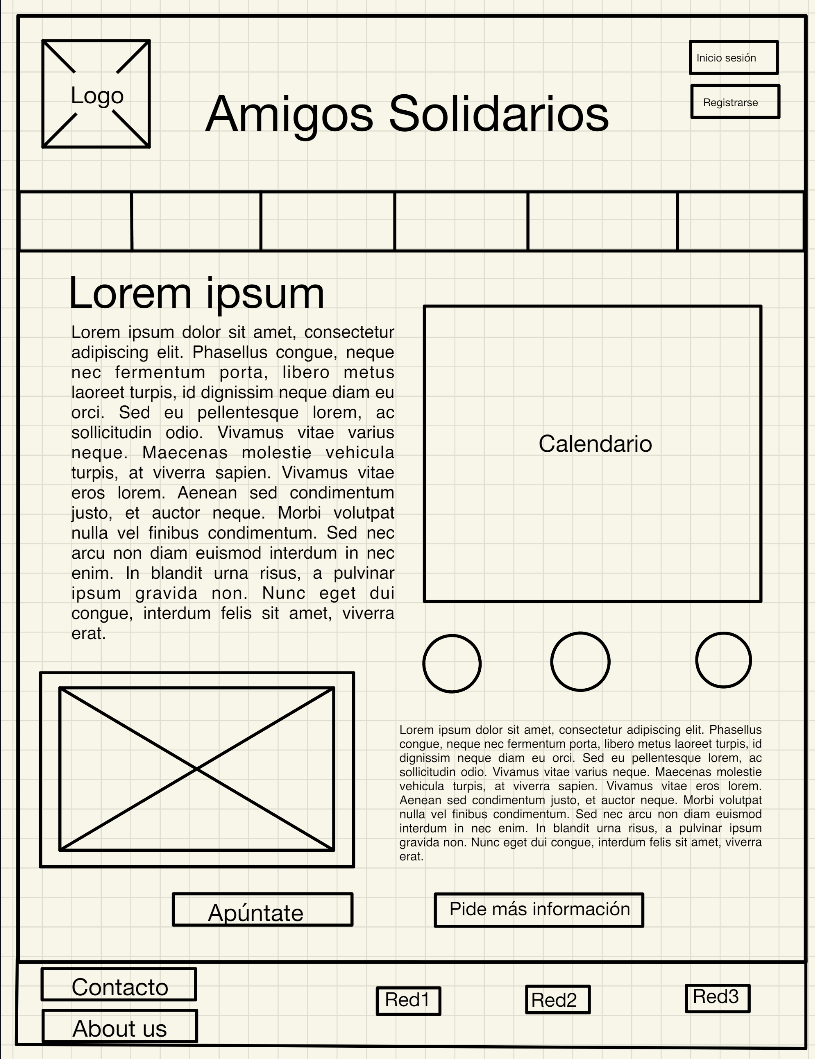 Logo
Amigos Solidarios
Inicio sesión
Registrarse
Lorem ipsum
Lorem ipsum dolor sit amet, consectetur
adipiscing elit. Phasellus congue, neque
nec fermentum porta, libero metus
laoreet turpis, id dignissim neque diam eu
orci. Sed eu pellentesque lorem, ac
sollicitudin odio. Vivamus vitae varius
neque. Maecenas molestie vehicula
turpis, at viverra sapien. Vivamus vitae
eros lorem. Aenean sed condimentum
justo, et auctor neque. Morbi volutpat
nulla vel finibus condimentum. Sed nec
arcu non diam euismod interdum in nec
enim. In blandit urna risus, a pulvinar
ipsum gravida non. Nunc eget dui
congue, interdum felis sit amet, viverra
erat.
Calendario
Lorem ipsum dolor sit amet, consectetur adipiscing elit. Phasellus
congue, neque nec fermentum porta, libero metus laoreet turpis, id
dignissim neque diam eu orci. Sed eu pellentesque lorem, ac
sollicitudin odio. Vivamus vitae varius neque. Maecenas molestie
vehicula turpis, at viverra sapien. Vivamus vitae eros lorem.
Aenean sed condimentum justo, et auctor neque. Morbi volutpat
nulla vel finibus condimentum. Sed nec arcu non diam euismod
interdum in nec enim. In blandit urna risus, a pulvinar ipsum
gravida non. Nunc eget dui congue, interdum felis sit amet, viverra
erat.
Apúntate
Pide más información
Contacto
About us
Red1
Red2
Red3